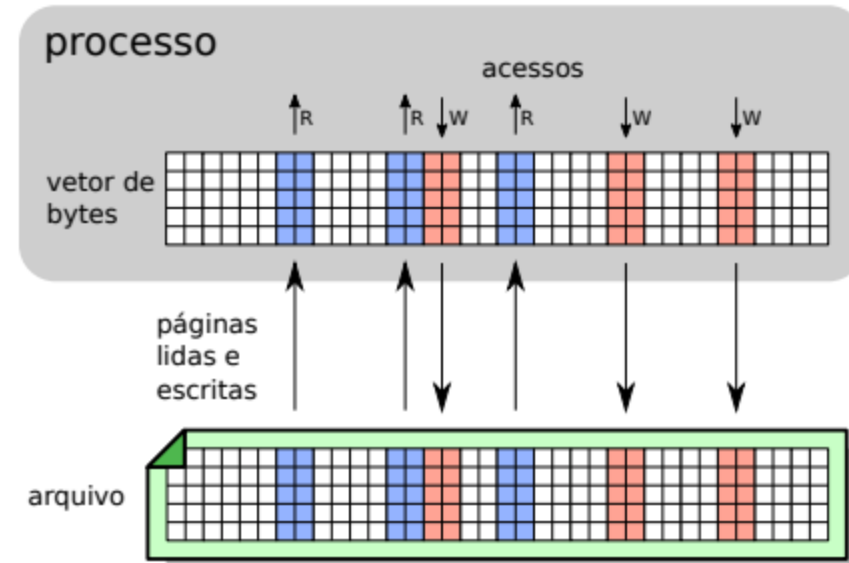 processo
acessos
R
R
W
R
W
W
vetor de
bytes
páginas
lidas e
escritas
arquivo